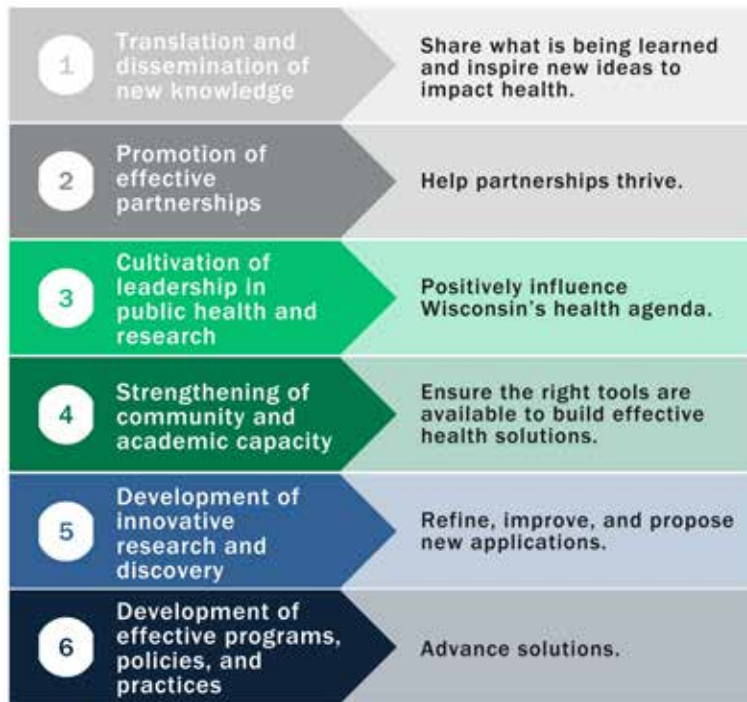 1
Translation and
dissemination of
new knowledge
Share what is being learned
and inspire new ideas to
impact health.
2
Promotion of
effective
partnerships
Help partnerships thrive.
3
Cultivation of
leadership in
public health and
research
Positively influence
Wisconsin's health agenda.
4
Strengthening of
community and
academic capacity
Ensure the right tools are
available to build effective
health solutions.
5
Development of
innovative
research and
discovery
Refine, improve, and propose
new applications.
6
Development of
effective programs,
policies, and
practices
Advance solutions.